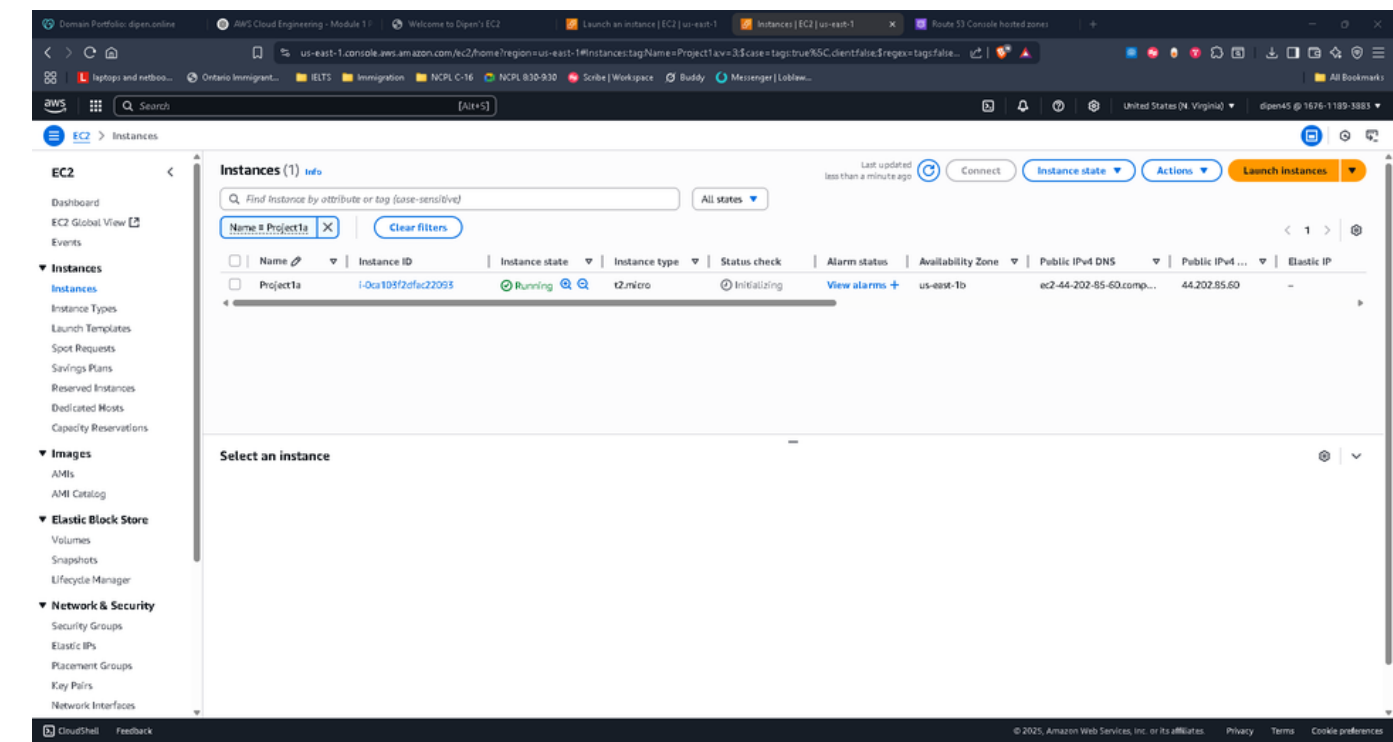 Domain Portfolio: dipen.online
AWS Cloud Engineering - Module 1 P
Welcome to Dipen's EC2
Launch an instance | EC2 | us-east-1
Instances | EC2 | us-east-1
Route 53 Console hosted zones
us-east-1.console.aws.amazon.com/ec2/home?region=us-east-1#Instances:tag:Name=Project1a;v=3;$case=tags:true%5C,client:false;$regex=tags:false...
laptops and netboo...
Ontario Immigrant...
IELTS
Immigration
NCPL C-16
NCPL 830-930
Scribe | Workspace
Buddy
Messenger | Loblaw...
All Bookmarks
aws
Search
[Alt+S]
United States (N. Virginia)
dipen45 @ 1676-1189-3883
EC2 > Instances
EC2
Dashboard
EC2 Global View
Events
Instances
Instances
Instance Types
Launch Templates
Spot Requests
Savings Plans
Reserved Instances
Dedicated Hosts
Capacity Reservations
Images
AMIs
AMI Catalog
Elastic Block Store
Volumes
Snapshots
Lifecycle Manager
Network & Security
Security Groups
Elastic IPs
Placement Groups
Key Pairs
Network Interfaces
Instances (1) Info
Last updated
less than a minute ago
Connect
Instance state
Actions
Launch instances
Find Instance by attribute or tag (case-sensitive)
All states
Name = Project1a
Clear filters
1
Name Instance ID Instance state Instance type Status check Alarm status Availability Zone Public IPv4 DNS Public IPv4 ... Elastic IP
Project1a i-0ca103f2dfac22093 Running t2.micro Initializing View alarms + us-east-1b ec2-44-202-85-60.comp... 44.202.85.60 –
Select an instance
CloudShell Feedback
© 2025, Amazon Web Services, Inc. or its affiliates. Privacy Terms Cookie preferences